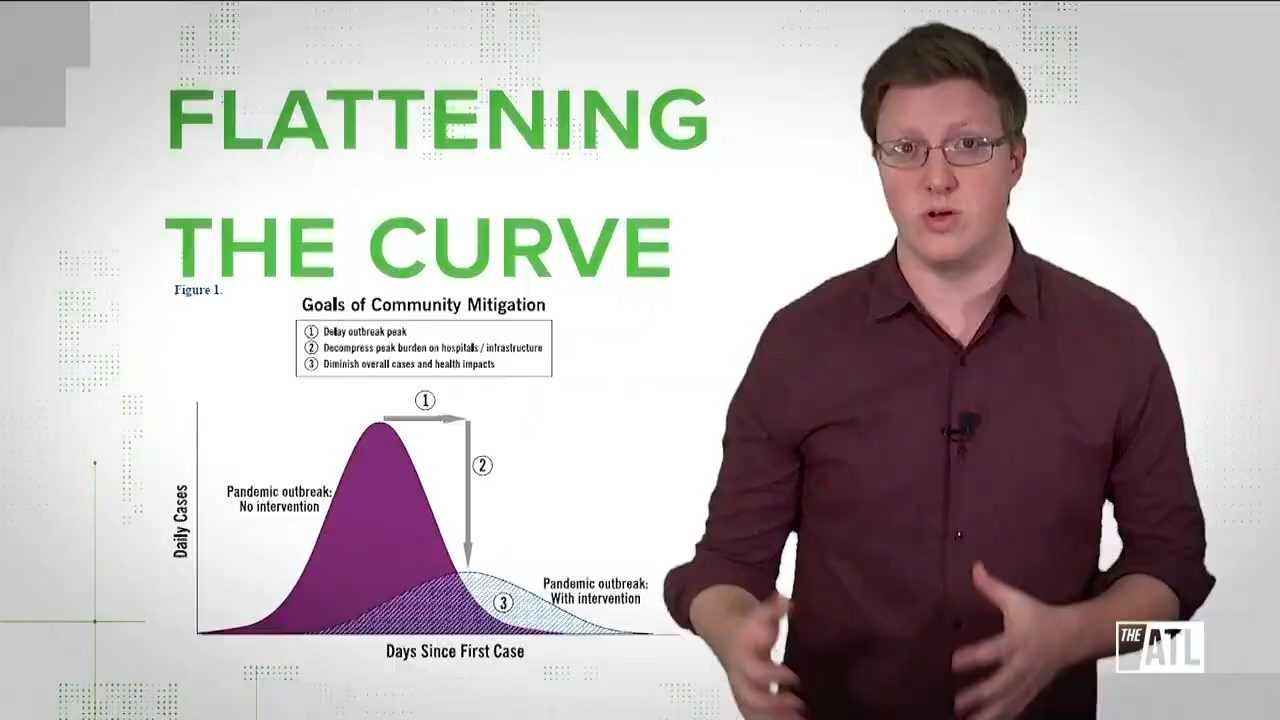 FLATTENING
THE CURVE
Figure 1.
Goals of Community Mitigation
① Delay outbreak peak
② Decompress peak burden on hospitals / infrastructure
③ Diminish overall cases and health impacts
①
②
Pandemic outbreak:
No intervention
Daily Cases
Pandemic outbreak:
With intervention
③
Days Since First Case
THE ATL